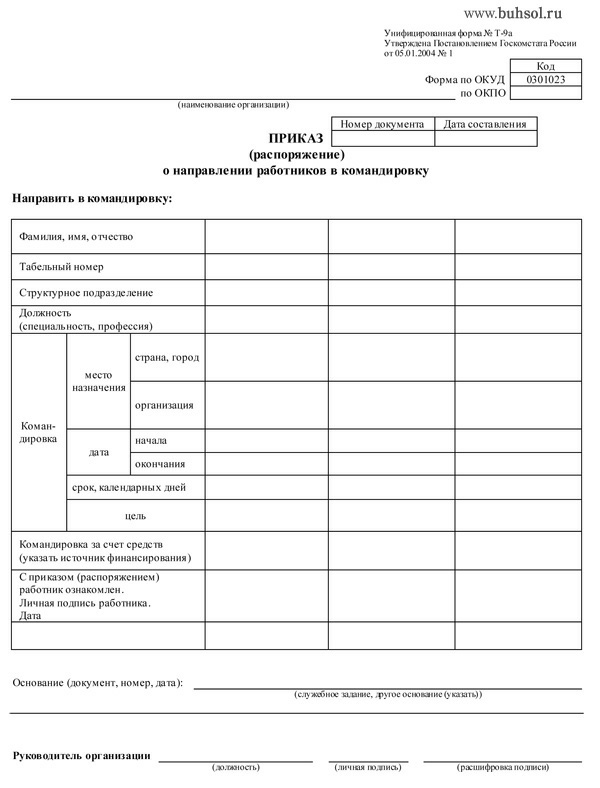 www.buhsol.ru
Унифицированная форма № Т-9а
Утверждена Постановлением Госкомстата России
от 05.01.2004 № 1
Код
Форма по ОКУД 0301023
по ОКПО
(наименование организации)
Номер документа Дата составления
ПРИКАЗ
(распоряжение)
о направлении работников в командировку
Направить в командировку:
Фамилия, имя, отчество
Табельный номер
Структурное подразделение
Должность
(специальность, профессия)
Коман-
дировка
место
назначения
страна, город
организация
дата
начала
окончания
срок, календарных дней
цель
Командировка за счет средств
(указать источник финансирования)
С приказом (распоряжением)
работник ознакомлен.
Личная подпись работника.
Дата
Основание (документ, номер, дата):
(служебное задание, другое основание (указать))
Руководитель организации
(должность) (личная подпись) (расшифровка подписи)